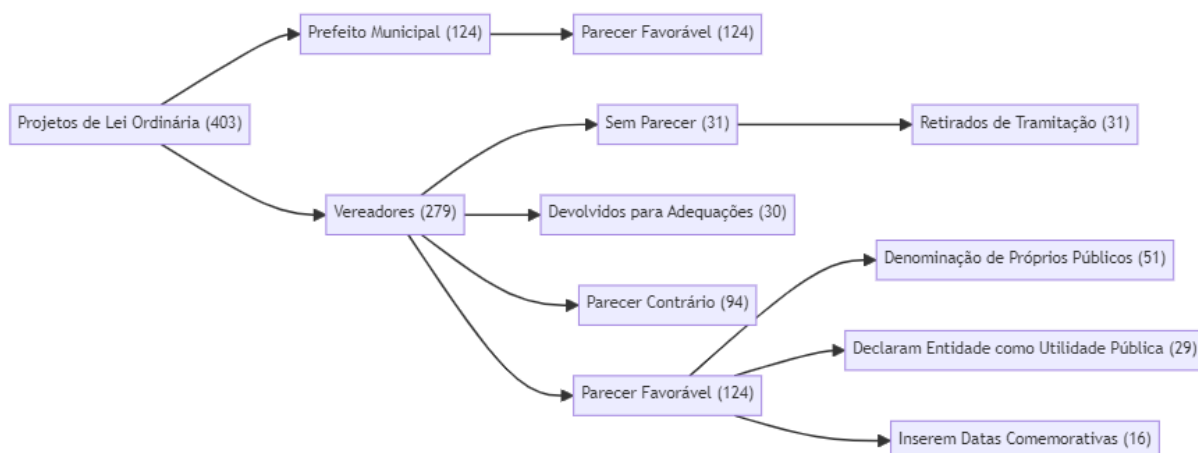 Prefeito Municipal (124)
Parecer Favorável (124)
Projetos de Lei Ordinária (403)
Sem Parecer (31)
Retirados de Tramitação (31)
Vereadores (279)
Devolvidos para Adequações (30)
Denominação de Próprios Públicos (51)
Parecer Contrário (94)
Declaram Entidade como Utilidade Pública (29)
Parecer Favorável (124)
Inserem Datas Comemorativas (16)